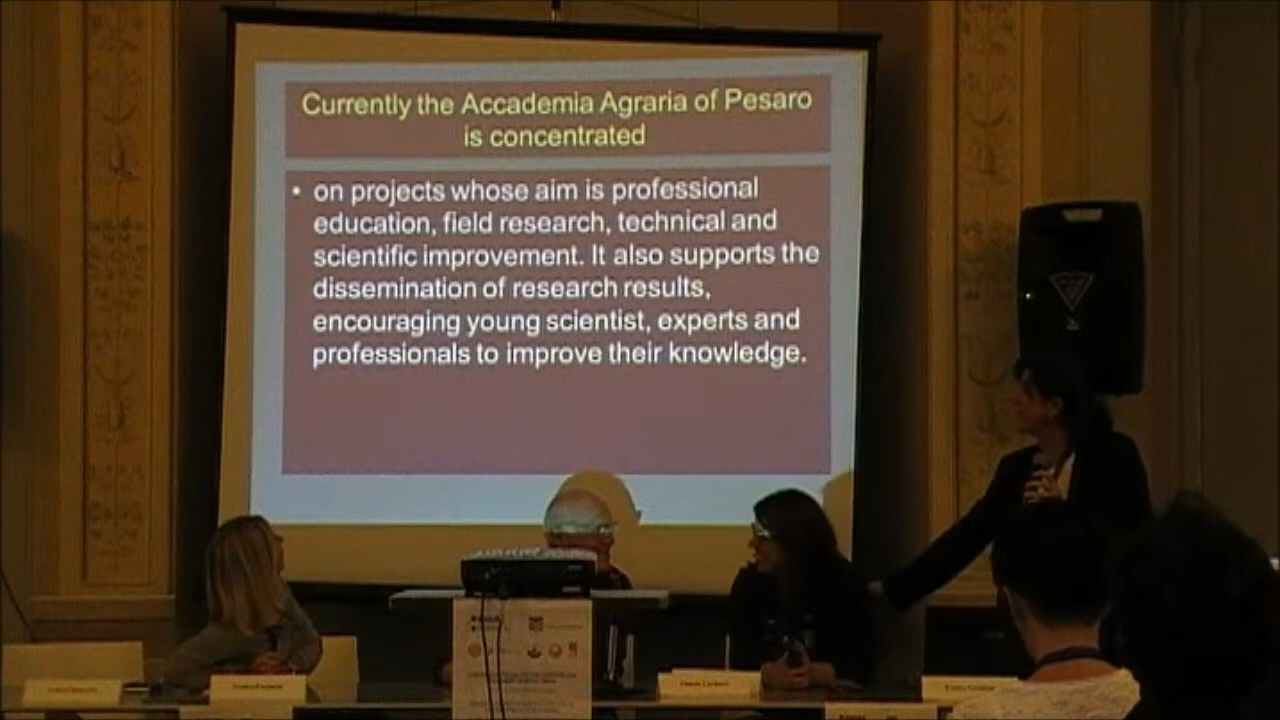 Currently the Accademia Agraria of Pesaro
is concentrated
• on projects whose aim is professional
education, field research, technical and
scientific improvement. It also supports the
dissemination of research results,
encouraging young scientist, experts and
professionals to improve their knowledge.